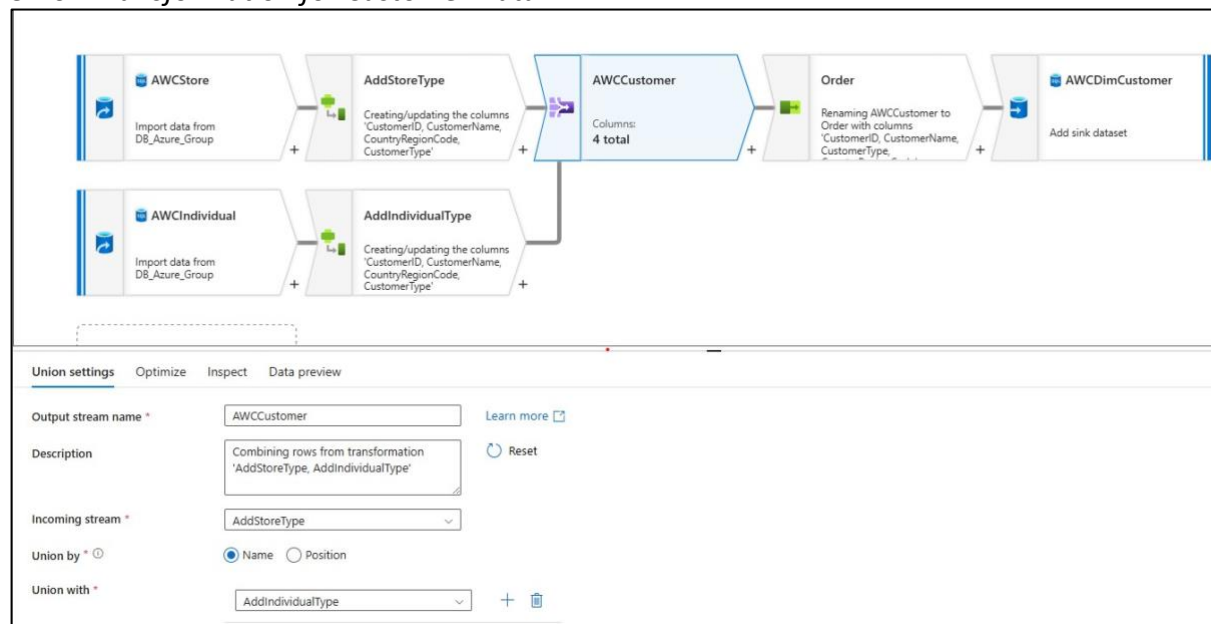 AWCStore
Import data from
DB_Azure_Group
+
AddStoreType
Creating/updating the columns
'CustomerID, CustomerName,
CountryRegionCode,
CustomerType'
+
AWCCustomer
Columns:
4 total
+
Order
Renaming AWCCustomer to
Order with columns
'CustomerID, CustomerName,
CustomerType,
+
AWCDimCustomer
Add sink dataset
AWCIndividual
Import data from
DB_Azure_Group
+
AddIndividualType
Creating/updating the columns
'CustomerID, CustomerName,
CountryRegionCode,
CustomerType'
+
Union settings Optimize Inspect Data preview
Output stream name * AWCCustomer Learn more
Description Combining rows from transformation Reset
'AddStoreType, AddIndividualType'
Incoming stream * AddStoreType
Union by * Name Position
Union with * AddIndividualType +